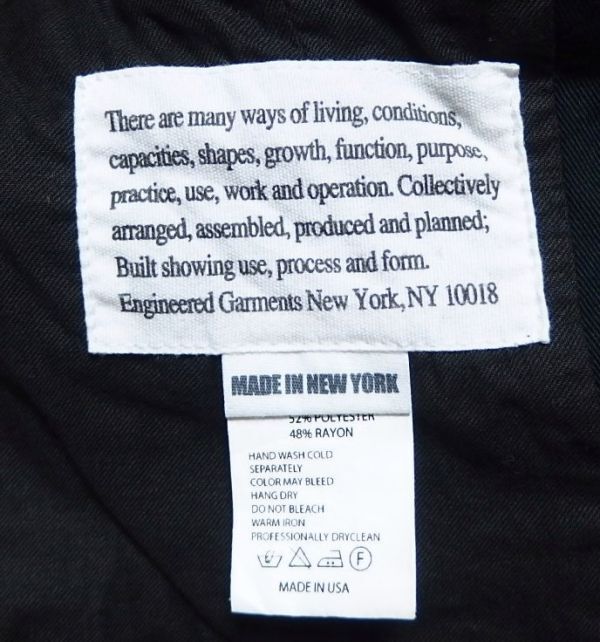 There are many ways of living, conditions,
capacities, shapes, growth, function, purpose,
practice, use, work and operation. Collectively
arranged, assembled, produced and planned;
Built showing use, process and form.
Engineered Garments New York, NY 10018
MADE IN NEW YORK
52% POLYESTER
48% RAYON
HAND WASH COLD
SEPARATELY
COLOR MAY BLEED
HANG DRY
DO NOT BLEACH
WARM IRON
PROFESSIONALLY DRYCLEAN
F
MADE IN USA